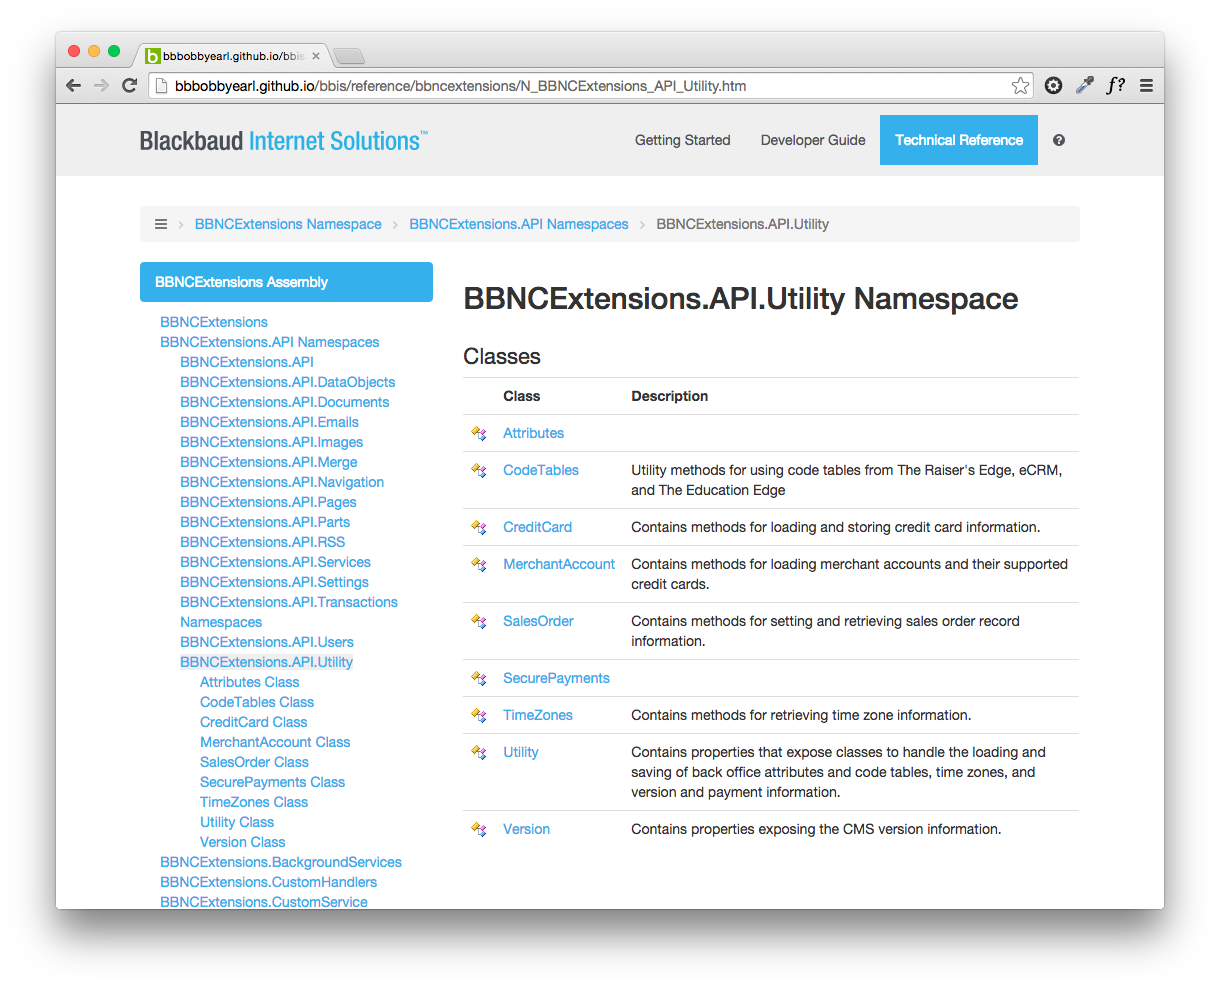 bbbobbyearl.github.io/bbis
bbbobbyearl.github.io/bbis/reference/bbncextensions/N_BBNCExtensions_API_Utility.htm
f?
Blackbaud Internet Solutions™
Getting Started
Developer Guide
Technical Reference
?
BBNCExtensions Namespace
BBNCExtensions.API Namespaces
BBNCExtensions.API.Utility
BBNCExtensions Assembly
BBNCExtensions
BBNCExtensions.API Namespaces
BBNCExtensions.API
BBNCExtensions.API.DataObjects
BBNCExtensions.API.Documents
BBNCExtensions.API.Emails
BBNCExtensions.API.Images
BBNCExtensions.API.Merge
BBNCExtensions.API.Navigation
BBNCExtensions.API.Pages
BBNCExtensions.API.Parts
BBNCExtensions.API.RSS
BBNCExtensions.API.Services
BBNCExtensions.API.Settings
BBNCExtensions.API.Transactions
Namespaces
BBNCExtensions.API.Users
BBNCExtensions.API.Utility
Attributes Class
CodeTables Class
CreditCard Class
MerchantAccount Class
SalesOrder Class
SecurePayments Class
TimeZones Class
Utility Class
Version Class
BBNCExtensions.BackgroundServices
BBNCExtensions.CustomHandlers
BBNCExtensions.CustomService
BBNCExtensions.API.Utility Namespace
Classes
Class Description
Attributes
CodeTables Utility methods for using code tables from The Raiser's Edge, eCRM,
and The Education Edge
CreditCard Contains methods for loading and storing credit card information.
MerchantAccount Contains methods for loading merchant accounts and their supported
credit cards.
SalesOrder Contains methods for setting and retrieving sales order record
information.
SecurePayments
TimeZones Contains methods for retrieving time zone information.
Utility Contains properties that expose classes to handle the loading and
saving of back office attributes and code tables, time zones, and
version and payment information.
Version Contains properties exposing the CMS version information.